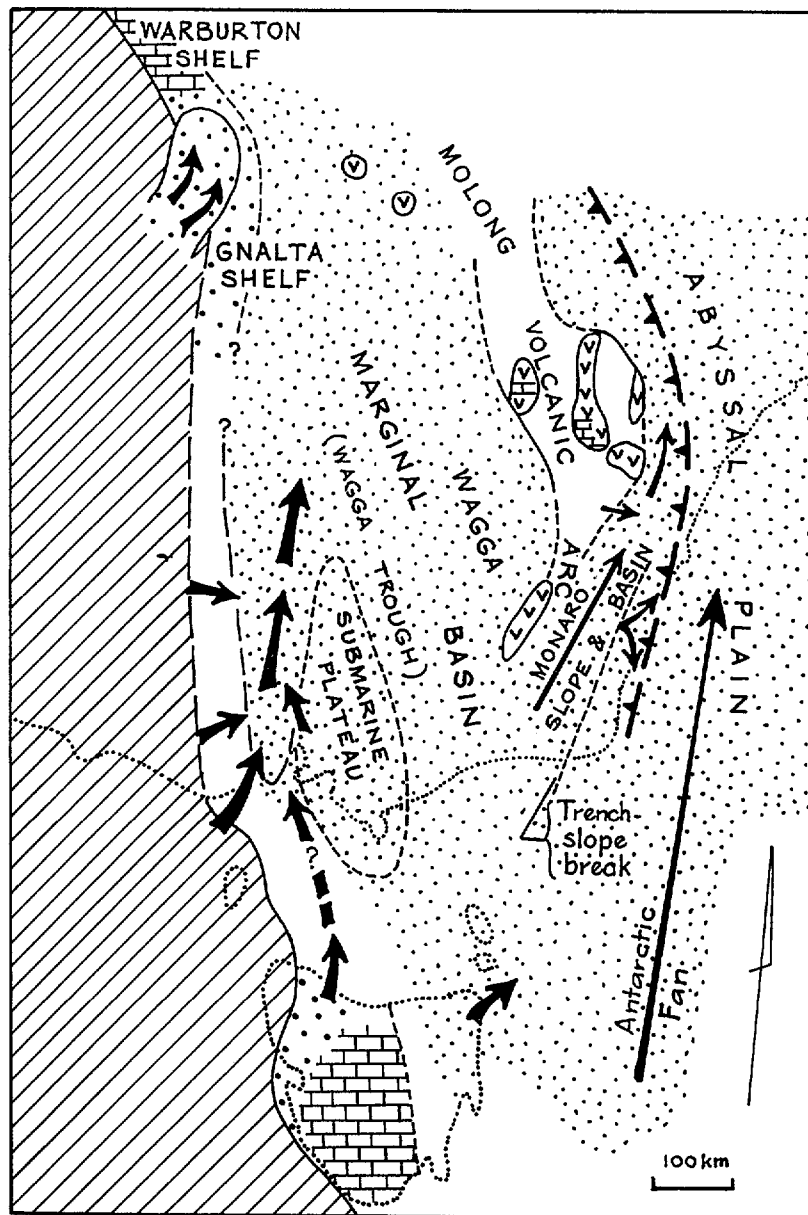 WARBURTON
SHELF
GNALTA
SHELF
?
?
MOLONG
VOLCANIC
ARC
ABYSSAL
PLAIN
MARGINAL
(WAGGA
TROUGH)
WAGGA
BASIN
SUBMARINE
PLATEAU
MONARO
SLOPE & BASIN
Trench-
slope
break
?
Antarctic
Fan
100 km